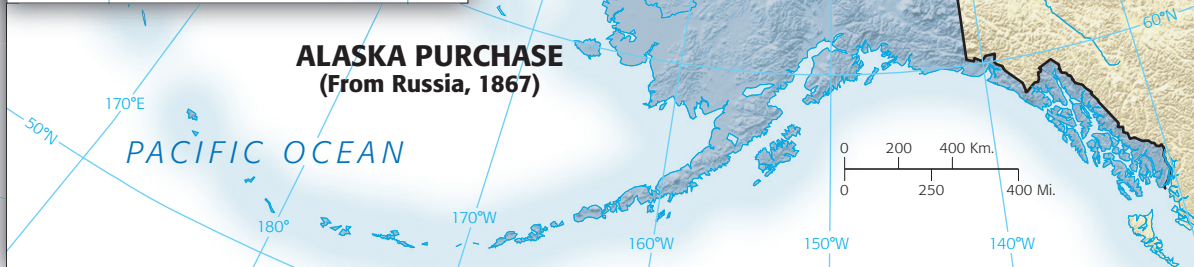 60°N
ALASKA PURCHASE
(From Russia, 1867)
170°E
50°N
PACIFIC OCEAN
0 200 400 Km.
0 250 400 Mi.
170°W
180°
160°W
150°W
140°W